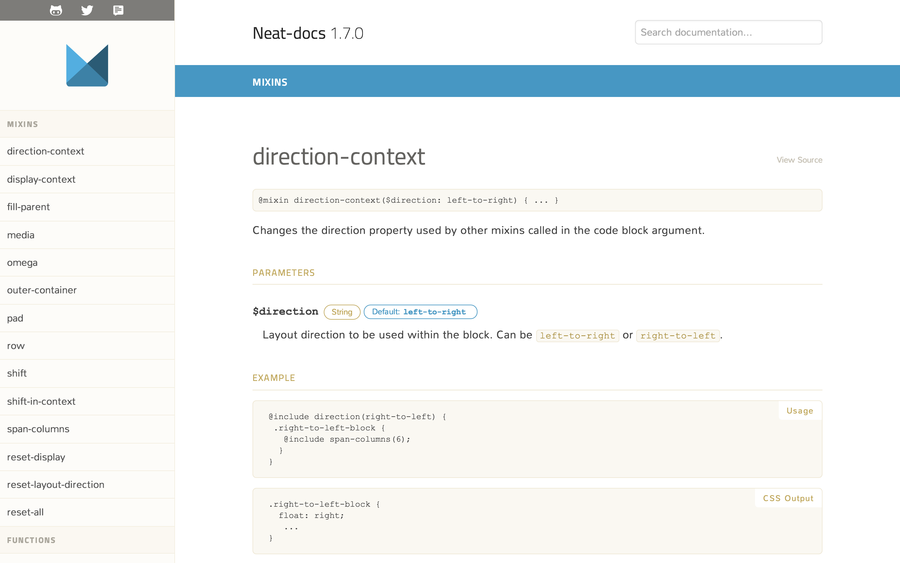 Neat-docs 1.7.0
Search documentation...
MIXINS
MIXINS
direction-context
display-context
fill-parent
media
omega
outer-container
pad
row
shift
shift-in-context
span-columns
reset-display
reset-layout-direction
reset-all
FUNCTIONS
direction-context
View Source
@mixin direction-context($direction: left-to-right) { ... }
Changes the direction property used by other mixins called in the code block argument.
PARAMETERS
$direction String Default: left-to-right
Layout direction to be used within the block. Can be left-to-right or right-to-left.
EXAMPLE
Usage
@include direction(right-to-left) {
.right-to-left-block {
@include span-columns(6);
}
}
CSS Output
.right-to-left-block {
float: right;
...
}